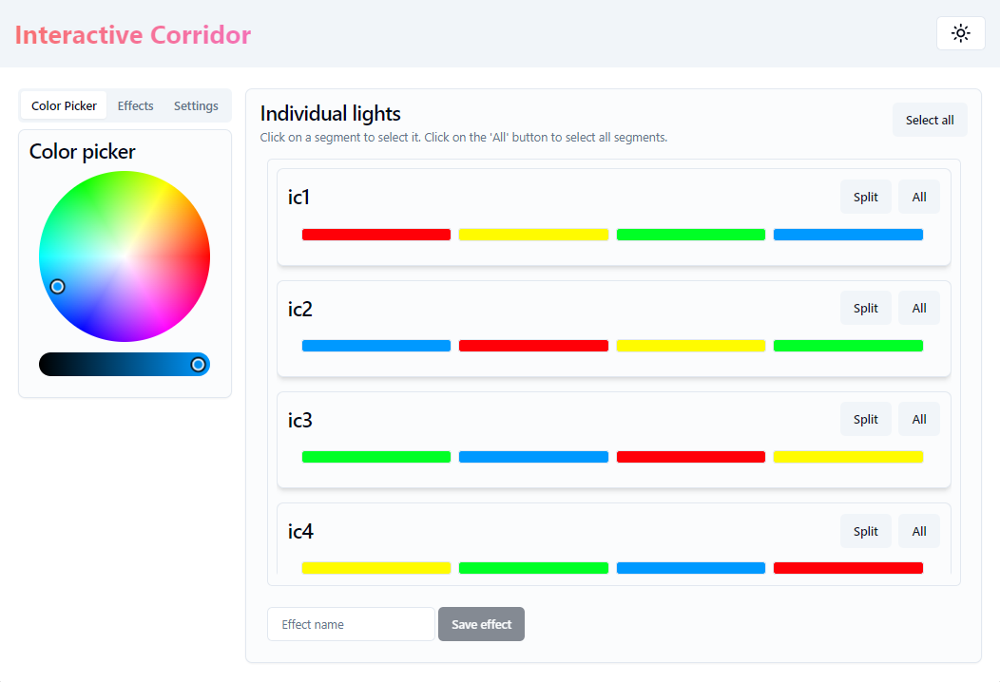 Interactive Corridor
Color Picker Effects Settings
Color picker
Individual lights
Click on a segment to select it. Click on the 'All' button to select all segments.
Select all
ic1
Split All
ic2
Split All
ic3
Split All
ic4
Split All
Effect name
Save effect